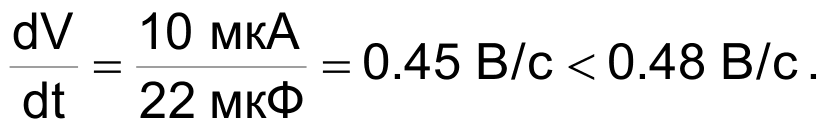 dV/dt = 10 мкА/22 мкФ = 0.45 В/с < 0.48 В/с.